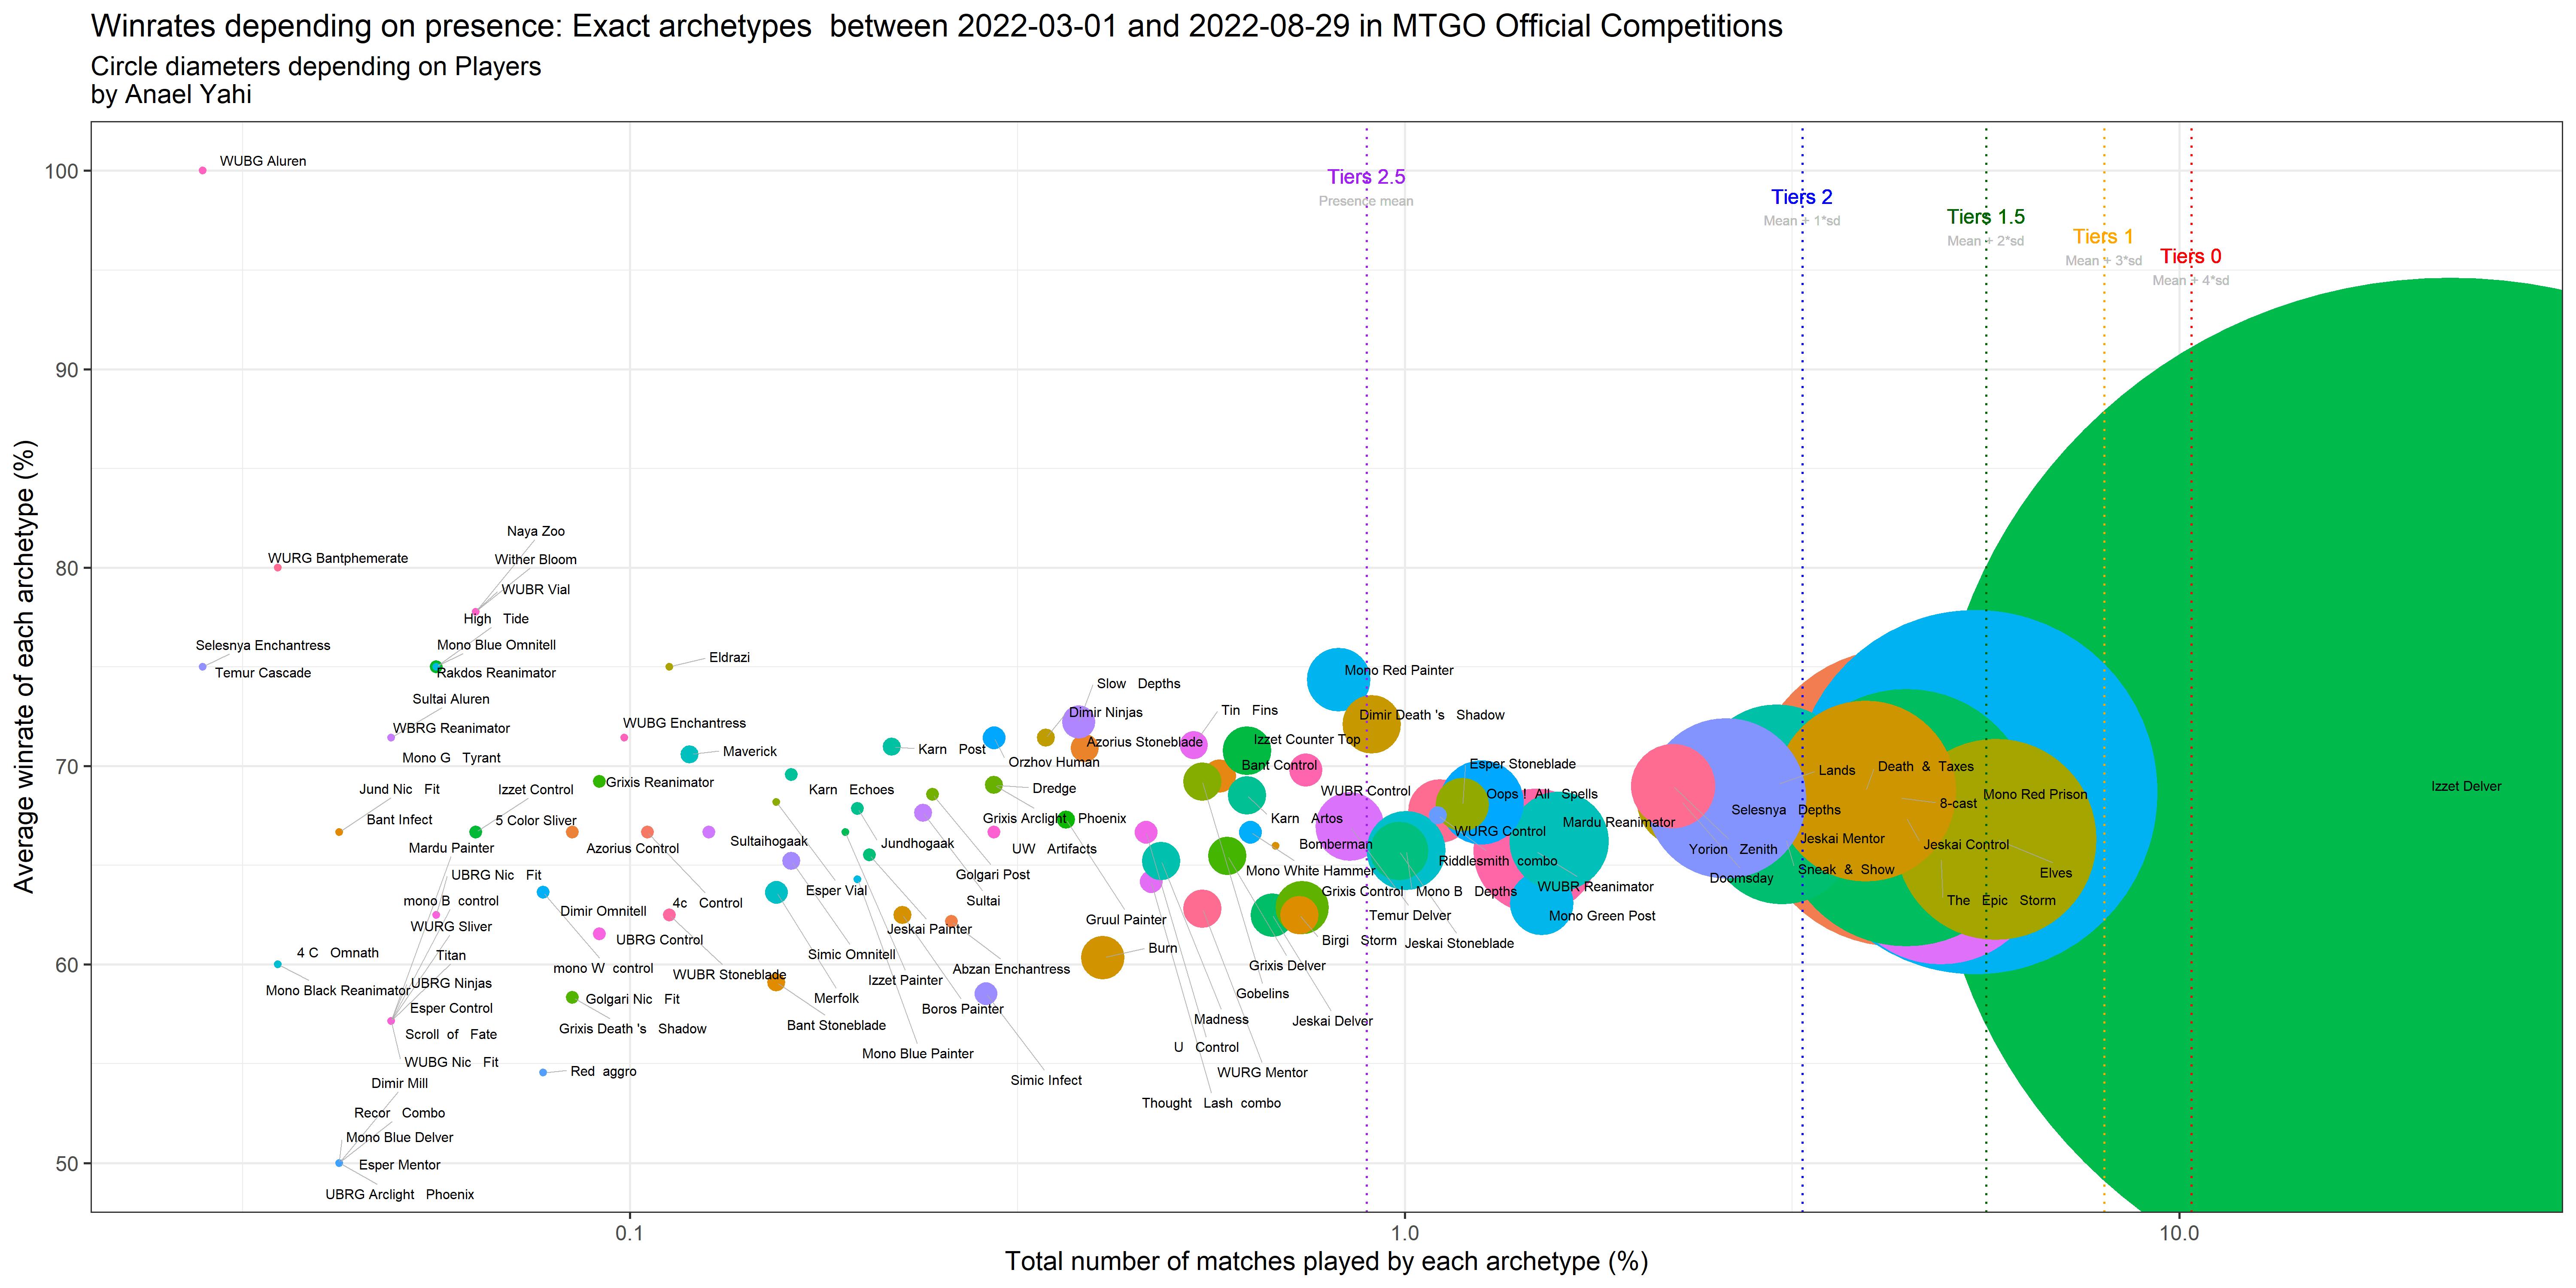 Winrates depending on presence: Exact archetypes  between 2022-03-01 and 2022-08-29 in MTGO Official Competitions
Circle diameters depending on Players
by Anael Yahi
Average winrate of each archetype (%)
100
90
80
70
60
50
Tiers 2.5
Presence mean
Tiers 2
Mean + 1*sd
Tiers 1.5
Mean + 2*sd
Tiers 1
Mean + 3*sd
Tiers 0
Mean + 4*sd
WUBG Aluren
Naya Zoo
WURG Bantphemerate
Wither Bloom
WUBR Vial
High Tide
Selesnya Enchantress
Mono Blue Omnitell
Temur Cascade
Rakdos Reanimator
Eldrazi
Sultai Aluren
WBRG Reanimator
WUBG Enchantress
Mono G Tyrant
Maverick
Jund Nic Fit
Izzet Control
Grixis Reanimator
Bant Infect
5 Color Sliver
Mardu Painter
Azorius Control
UBRG Nic Fit
mono B control
Dimir Omnitell
4c Control
WURG Sliver
UBRG Control
4 C Omnath
Titan
mono W control
WUBR Stoneblade
Mono Black Reanimator
UBRG Ninjas
Golgari Nic Fit
Esper Control
Grixis Death 's Shadow
Scroll of Fate
WUBG Nic Fit
Red aggro
Dimir Mill
Recor Combo
Mono Blue Delver
Esper Mentor
UBRG Arclight Phoenix
Slow Depths
Dimir Ninjas
Azorius Stoneblade
Karn Post
Orzhov Human
Karn Echoes
Dredge
Grixis Arclight Phoenix
Sultaihogaak
Jundhogaak
UW Artifacts
Golgari Post
Esper Vial
Sultai
Jeskai Painter
Gruul Painter
Simic Omnitell
Izzet Painter
Abzan Enchantress
Burn
Merfolk
Boros Painter
Bant Stoneblade
Mono Blue Painter
Simic Infect
Mono Red Painter
Tin Fins
Dimir Death 's Shadow
Izzet Counter Top
Bant Control
Esper Stoneblade
WUBR Control
Oops ! All Spells
Karn Artos
Mardu Reanimator
WURG Control
Bomberman
Riddlesmith combo
Mono White Hammer
Grixis Control
Mono B Depths
WUBR Reanimator
Temur Delver
Mono Green Post
Birgi Storm
Jeskai Stoneblade
Grixis Delver
Gobelins
Madness
Jeskai Delver
U Control
WURG Mentor
Thought Lash combo
Lands
Death & Taxes
Izzet Delver
8-cast
Mono Red Prison
Selesnya Depths
Jeskai Mentor
Jeskai Control
Yorion Zenith
Sneak & Show
Elves
Doomsday
The Epic Storm
0.1
1.0
10.0
Total number of matches played by each archetype (%)